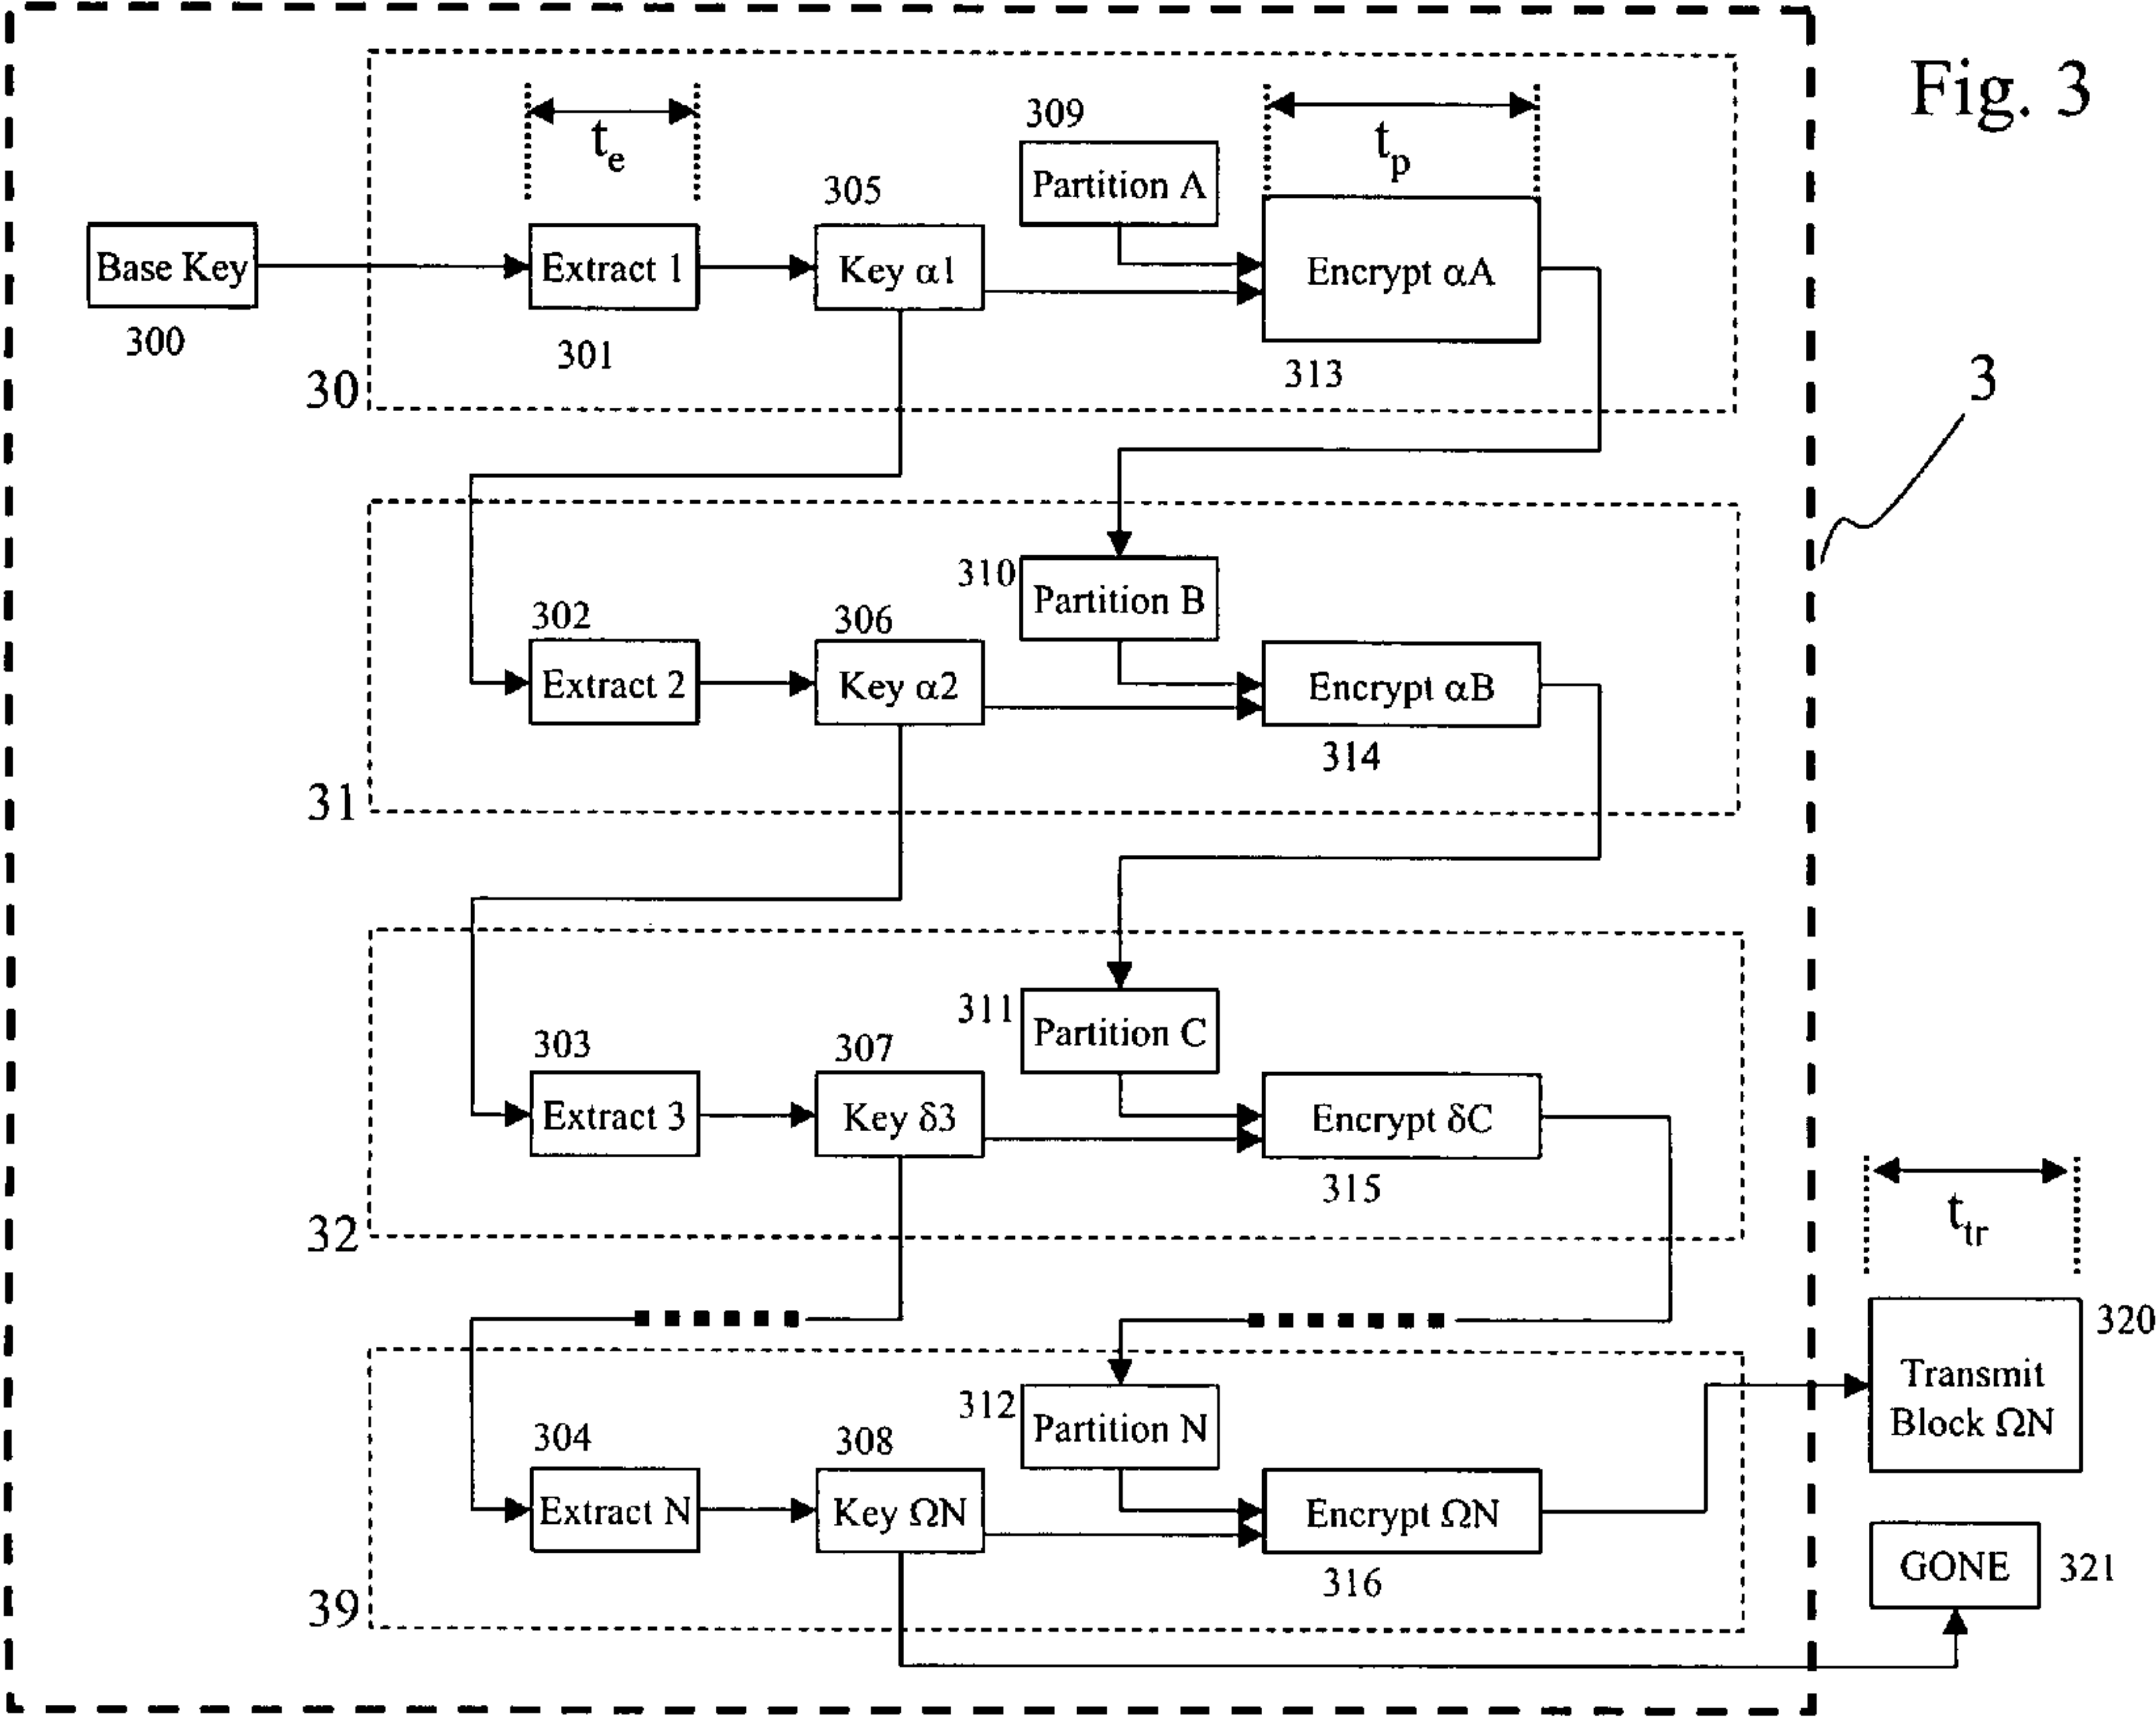 Fig. 3
t_e
309
t_p
305
Partition A
Base Key
Extract 1
Key α1
Encrypt αA
300
301
313
30
3
310
Partition B
302
306
Extract 2
Key α2
Encrypt αB
314
31
311
Partition C
303
307
Extract 3
Key δ3
Encrypt δC
315
32
t_tr
320
Transmit
Block ΩN
312
Partition N
304
308
Extract N
Key ΩN
Encrypt ΩN
GONE
321
316
39